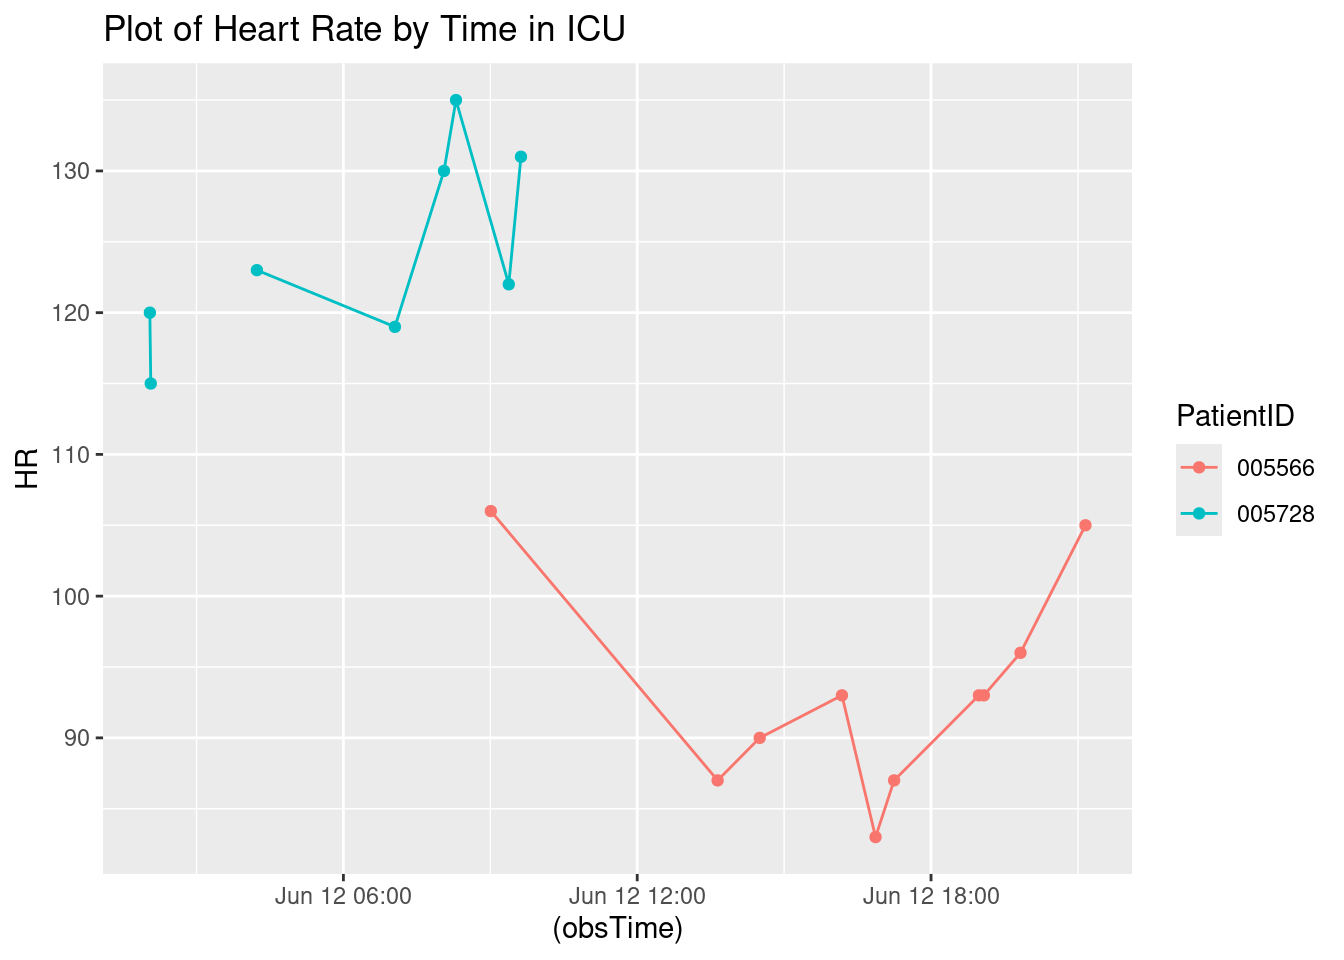 Plot of Heart Rate by Time in ICU
130
120
110
100
90
HR
Jun 12 06:00
Jun 12 12:00
Jun 12 18:00
(obsTime)
PatientID
005566
005728